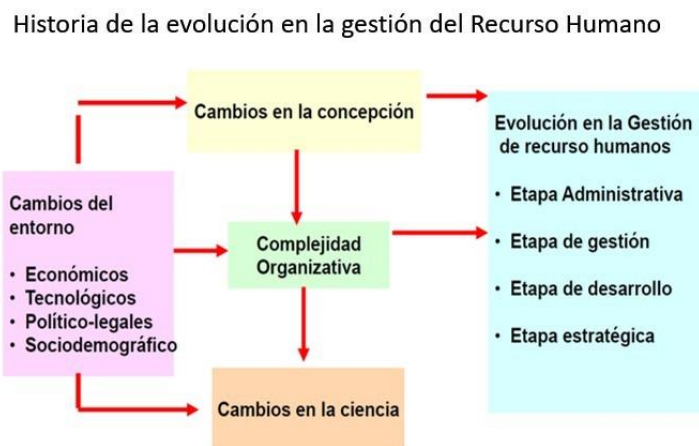 Historia de la evolución en la gestión del Recurso Humano
Cambios en la concepción
Cambios del
entorno
• Económicos
• Tecnológicos
• Político-legales
• Sociodemográfico
Complejidad
Organizativa
Cambios en la ciencia
Evolución en la Gestión
de recurso humanos
• Etapa Administrativa
• Etapa de gestión
• Etapa de desarrollo
• Etapa estratégica